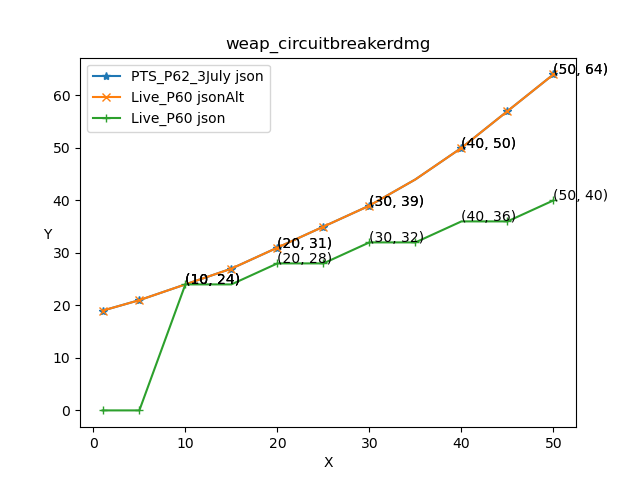 weap_circuitbreakerdmg
PTS_P62_3July json
Live_P60 jsonAlt
Live_P60 json
(50, 64)
(40, 50)
(30, 39)
(20, 31)
(10, 24)
(20, 28)
(30, 32)
(40, 36)
(50, 40)
Y
60
50
40
30
20
10
0
0 10 20 30 40 50
X